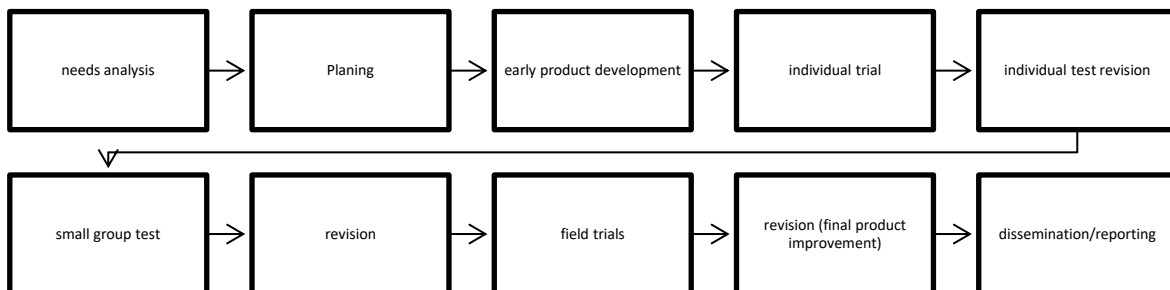 needs analysis
Planing
early product development
individual trial
individual test revision
small group test
revision
field trials
revision (final product
improvement)
dissemination/reporting